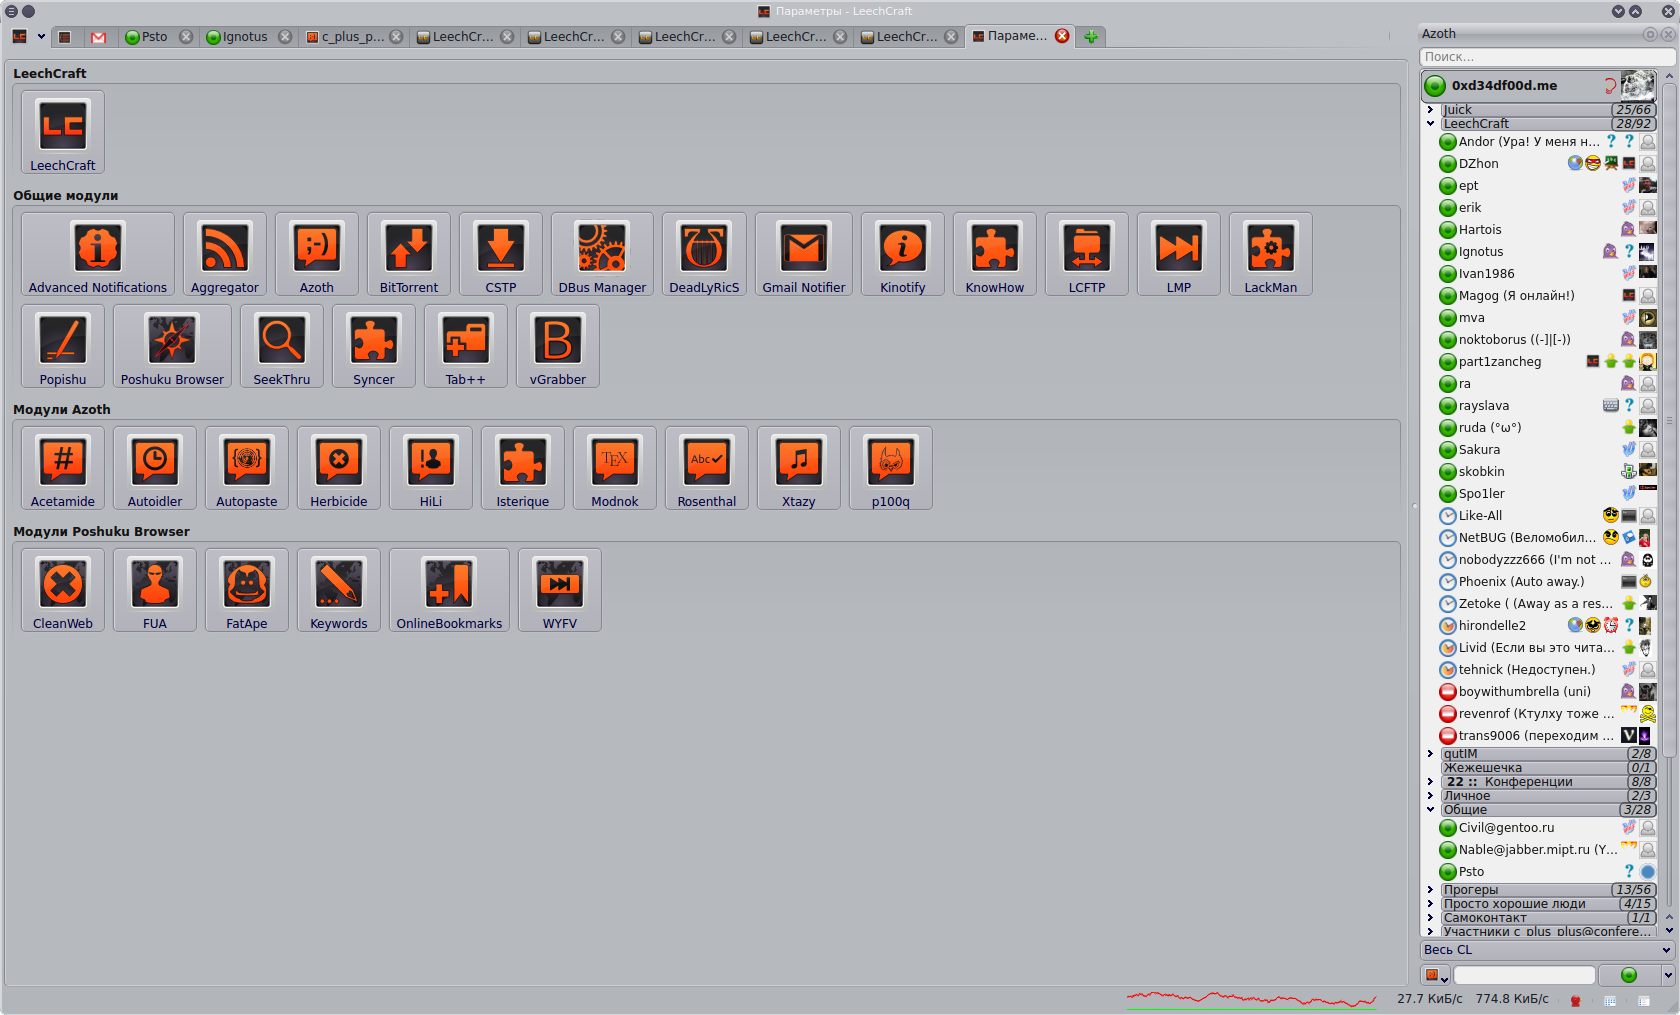 Параметры - LeechCraft
Psto
Ignotus
c_plus_p...
LeechCr...
LeechCr...
LeechCr...
LeechCr...
LeechCr...
Параме...
LeechCraft
LeechCraft
Общие модули
Advanced Notifications
Aggregator
Azoth
BitTorrent
CSTP
DBus Manager
DeadLyRicS
Gmail Notifier
Kinotify
KnowHow
LCFTP
LMP
LackMan
Popishu
Poshuku Browser
SeekThru
Syncer
Tab++
vGrabber
Модули Azoth
Acetamide
Autoidler
Autopaste
Herbicide
HiLi
Isterique
Modnok
Rosenthal
Xtazy
p100q
Модули Poshuku Browser
CleanWeb
FUA
FatApe
Keywords
OnlineBookmarks
WYFV
Azoth
Поиск...
0xd34df00d.me
Juick 25/66
LeechCraft 28/92
Andor (Ура! У меня н...
DZhon
ept
erik
Hartois
Ignotus
Ivan1986
Magog (Я онлайн!)
mva
noktoborus ((-]|[-))
part1zancheg
ra
rayslava
ruda (°ω°)
Sakura
skobkin
Spo1ler
Like-All
NetBUG (Веломобил...
nobodyzzz666 (I'm not ...
Phoenix (Auto away.)
Zetoke ( (Away as a res...
hirondelle2
Livid (Если вы это чита...
tehnick (Недоступен.)
boywithumbrella (uni)
revenrof (Ктулху тоже ...
trans9006 (переходим ...
qutIM 2/8
Жежешечка 0/1
22 :: Конференции 8/8
Личное 2/3
Общие 3/28
Civil@gentoo.ru
Nable@jabber.mipt.ru (Y...
Psto
Прогеры 13/56
Просто хорошие люди 4/15
Самоконтакт 1/1
Участники c_plus_plus@confere...
Весь CL
27.7 КиБ/с 774.8 КиБ/с